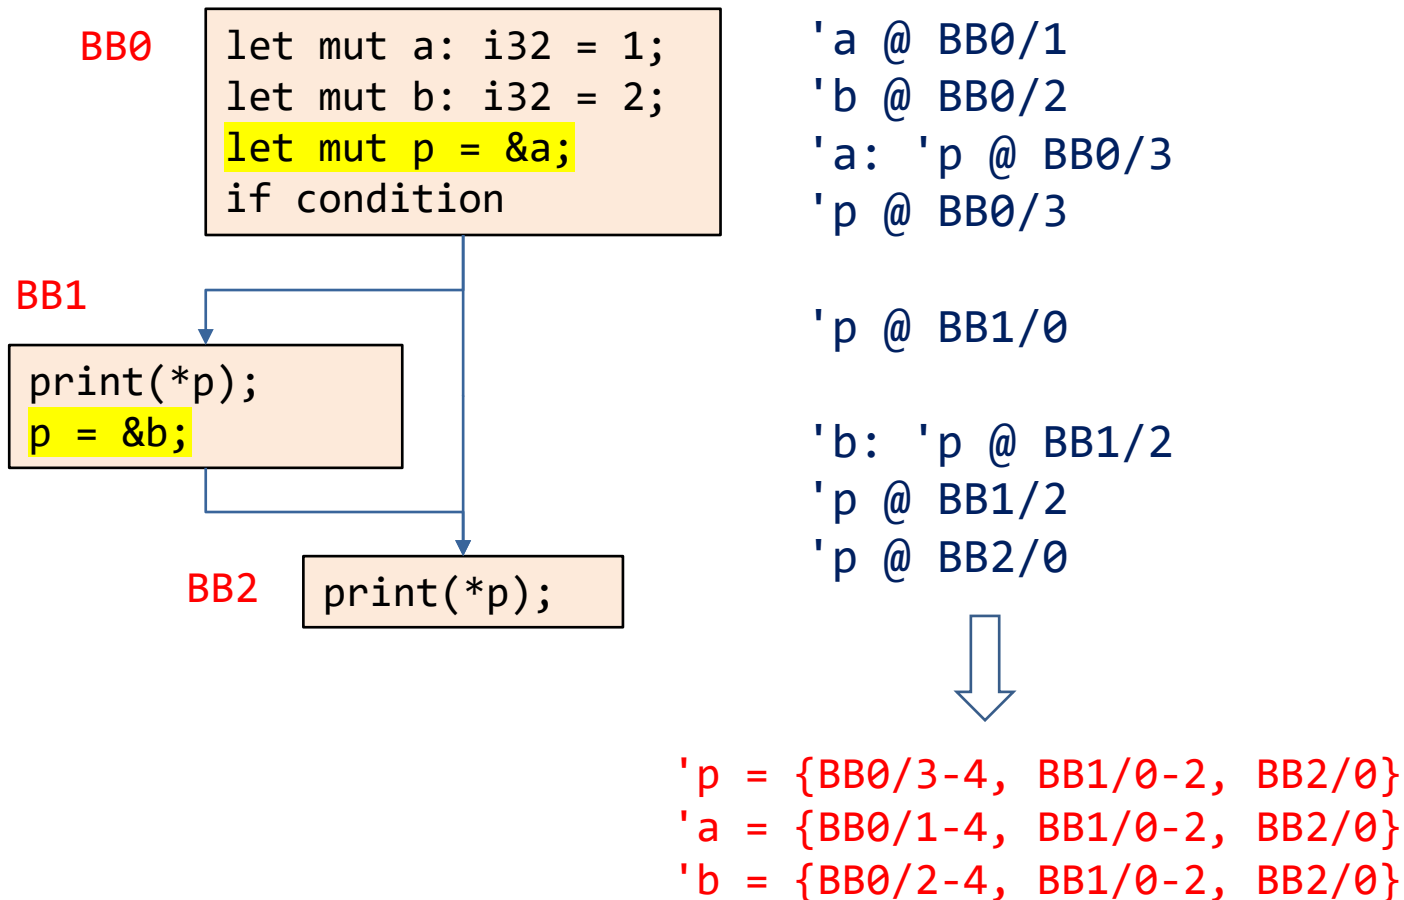 BB0
let mut a: i32 = 1;
let mut b: i32 = 2;
let mut p = &a;
if condition
BB1
print(*p);
p = &b;
BB2
print(*p);
'a @ BB0/1
'b @ BB0/2
'a: 'p @ BB0/3
'p @ BB0/3
'p @ BB1/0
'b: 'p @ BB1/2
'p @ BB1/2
'p @ BB2/0
'p = {BB0/3-4, BB1/0-2, BB2/0}
'a = {BB0/1-4, BB1/0-2, BB2/0}
'b = {BB0/2-4, BB1/0-2, BB2/0}